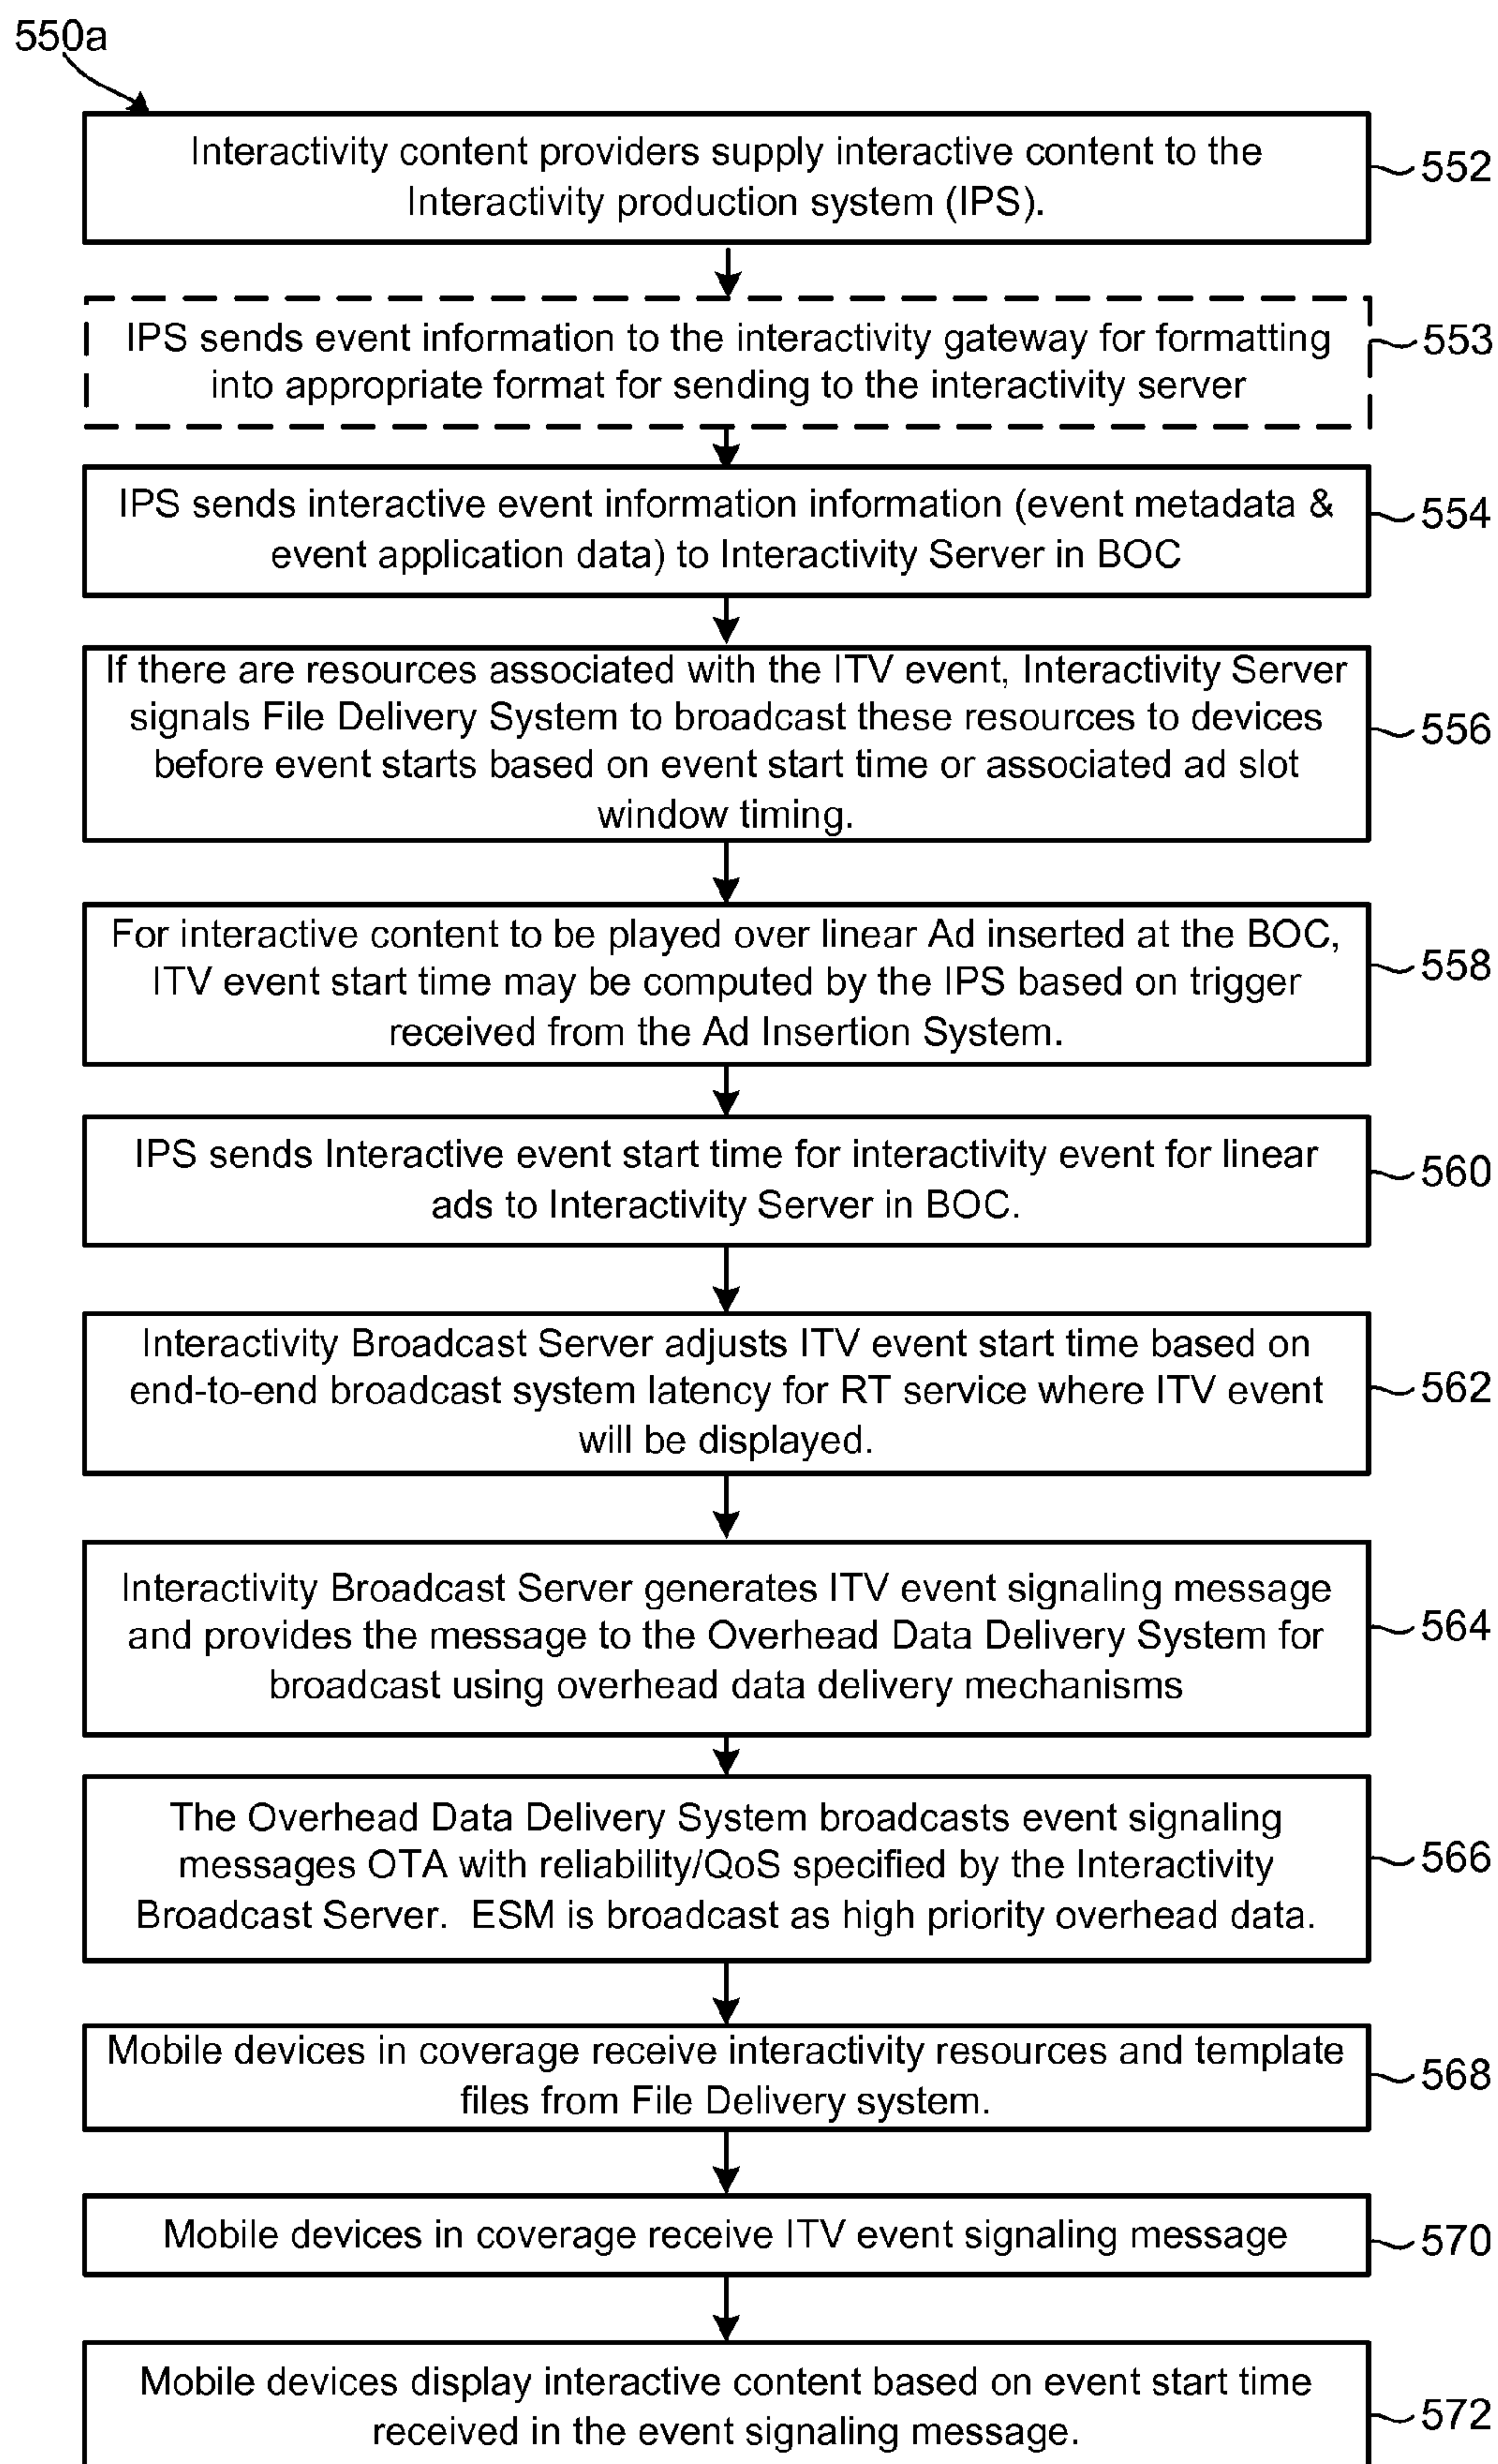 550a
Interactivity content providers supply interactive content to the
Interactivity production system (IPS).
552
IPS sends event information to the interactivity gateway for formatting
into appropriate format for sending to the interactivity server
553
IPS sends interactive event information information (event metadata &
event application data) to Interactivity Server in BOC
554
If there are resources associated with the ITV event, Interactivity Server
signals File Delivery System to broadcast these resources to devices
before event starts based on event start time or associated ad slot
window timing.
556
For interactive content to be played over linear Ad inserted at the BOC,
ITV event start time may be computed by the IPS based on trigger
received from the Ad Insertion System.
558
IPS sends Interactive event start time for interactivity event for linear
ads to Interactivity Server in BOC.
560
Interactivity Broadcast Server adjusts ITV event start time based on
end-to-end broadcast system latency for RT service where ITV event
will be displayed.
562
Interactivity Broadcast Server generates ITV event signaling message
and provides the message to the Overhead Data Delivery System for
broadcast using overhead data delivery mechanisms
564
The Overhead Data Delivery System broadcasts event signaling
messages OTA with reliability/QoS specified by the Interactivity
Broadcast Server. ESM is broadcast as high priority overhead data.
566
Mobile devices in coverage receive interactivity resources and template
files from File Delivery system.
568
Mobile devices in coverage receive ITV event signaling message
570
Mobile devices display interactive content based on event start time
received in the event signaling message.
572